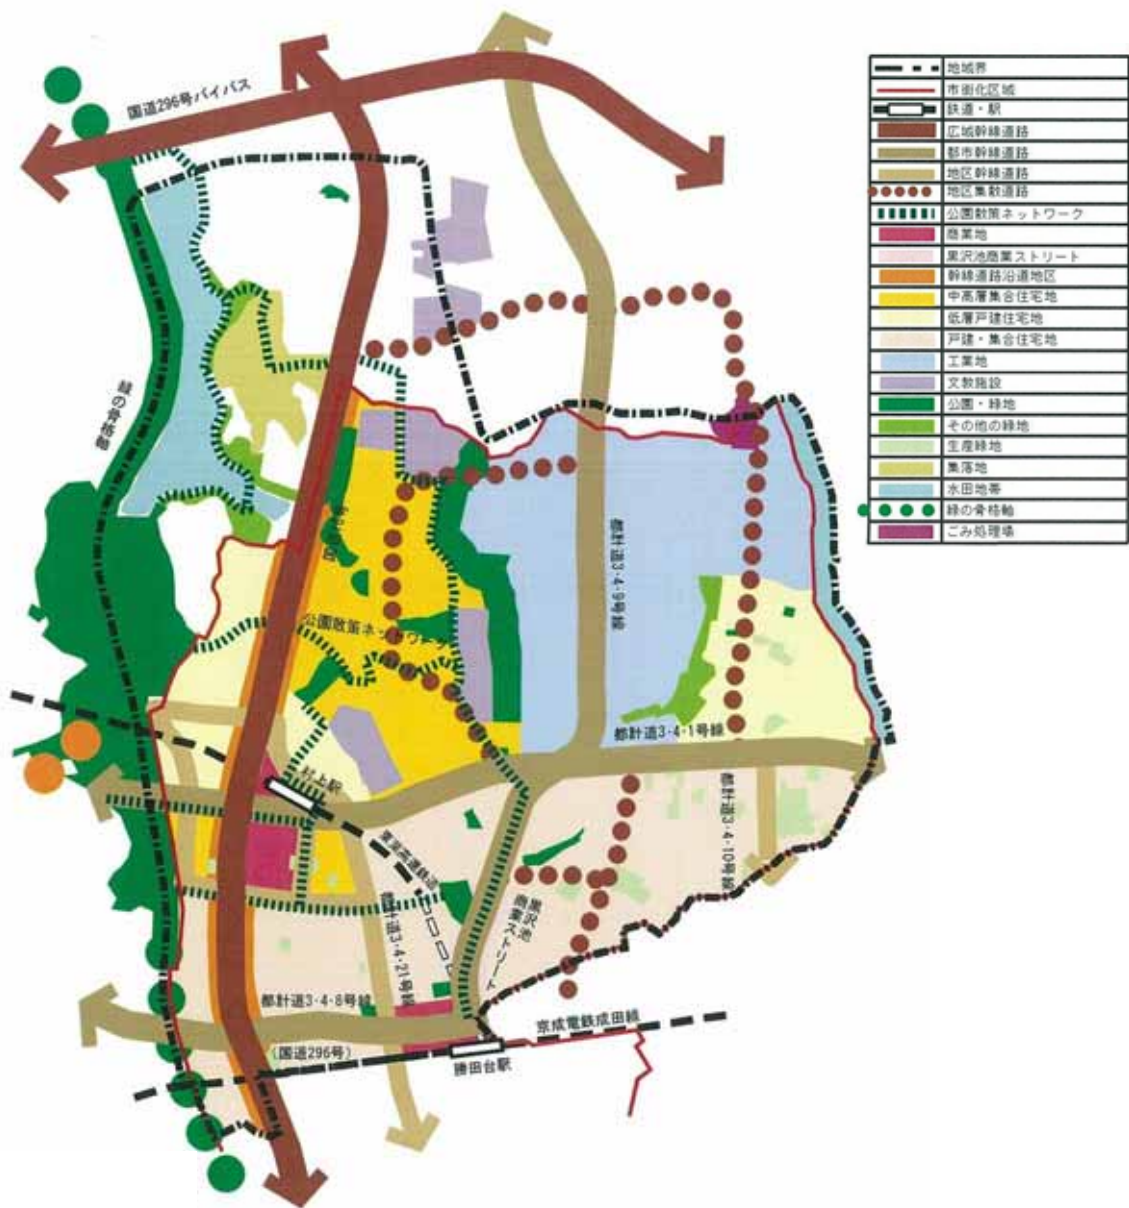 国道296号バイパス
緑の骨格軸
公園散策ネットワーク
都計道3・4・9号線
都計道3・4・1号線
村上駅
東葉高速鉄道
都計道3・4・10号線
黒沢池
商業ストリート
都計道3・4・21号線
都計道3・4・8号線
(国道296号)
京成電鉄成田線
勝田台駅
地域界
市街化区域
鉄道・駅
広域幹線道路
都市幹線道路
地区幹線道路
地区集散道路
公園散策ネットワーク
商業地
黒沢池商業ストリート
幹線道路沿道地区
中高層集合住宅地
低層戸建住宅地
戸建・集合住宅地
工業地
文教施設
公園・緑地
その他の緑地
生産緑地
集落地
水田地帯
緑の骨格軸
ごみ処理場